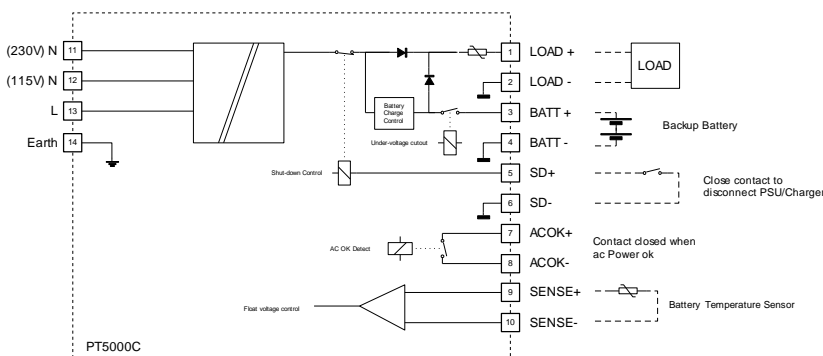 (230V) N 11
(115V) N 12
L 13
Earth 14
1 LOAD +
2 LOAD -
3 BATT +
4 BATT -
5 SD+
6 SD-
7 ACOK+
8 ACOK-
9 SENSE+
10 SENSE-
LOAD
Battery
Charge
Control
Under-voltage cutout
Shut-down Control
AC OK Detect
Float voltage control
Backup Battery
Close contact to
disconnect PSU/Charger
Contact closed when
ac Power ok
Battery Temperature Sensor
PT5000C